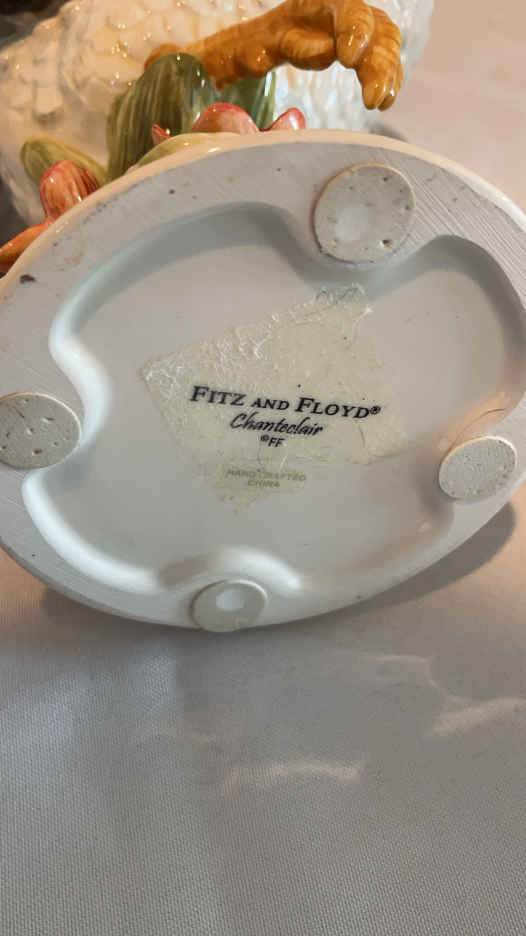 FITZ AND FLOYD®
Chanteclair
©FF
HAND CRAFTED
CHINA